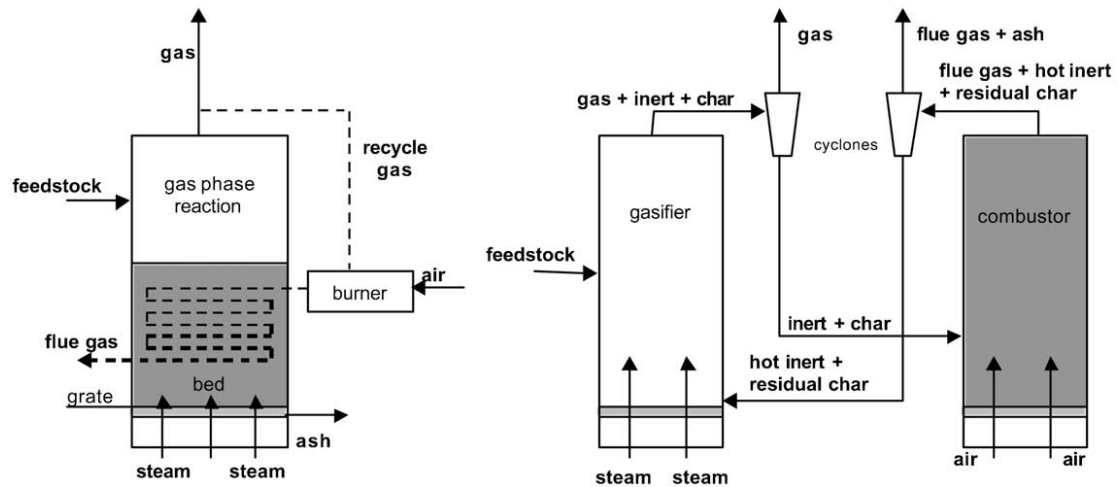 gas
recycle
gas
gas phase
reaction
feedstock
air
burner
flue gas
bed
grate
ash
steam
steam
gas
flue gas + ash
flue gas + hot inert
+ residual char
gas + inert + char
cyclones
gasifier
combustor
feedstock
inert + char
hot inert +
residual char
steam
steam
air
air